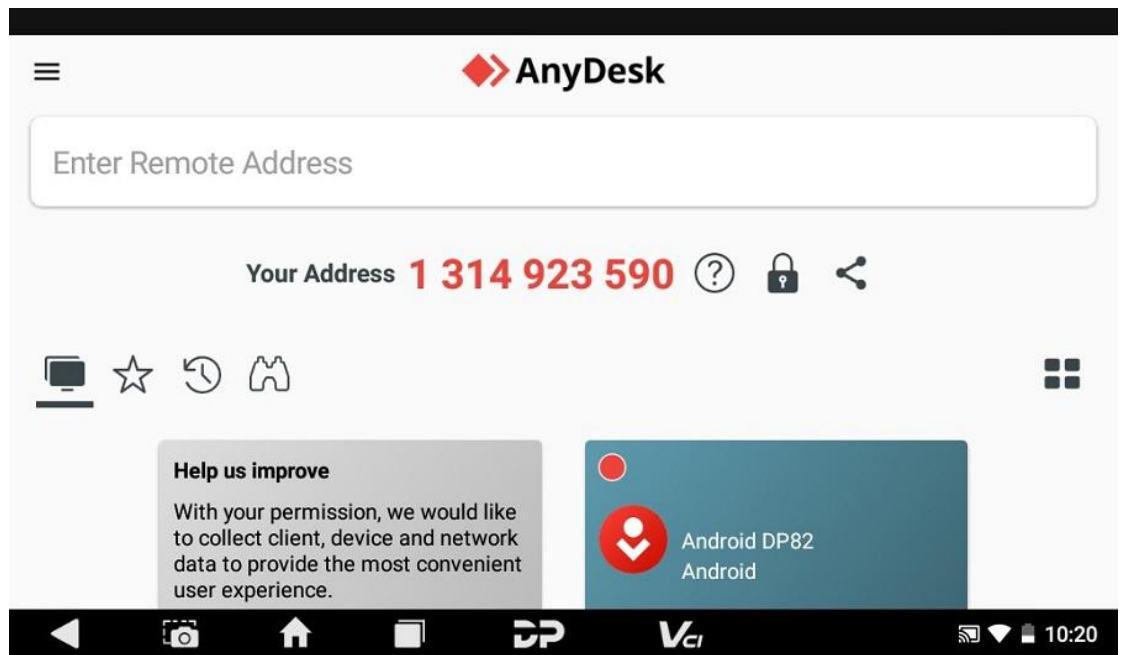 AnyDesk
Enter Remote Address
Your Address 1 314 923 590
Help us improve
With your permission, we would like
to collect client, device and network
data to provide the most convenient
user experience.
Android DP82
Android
DP
VCI
10:20